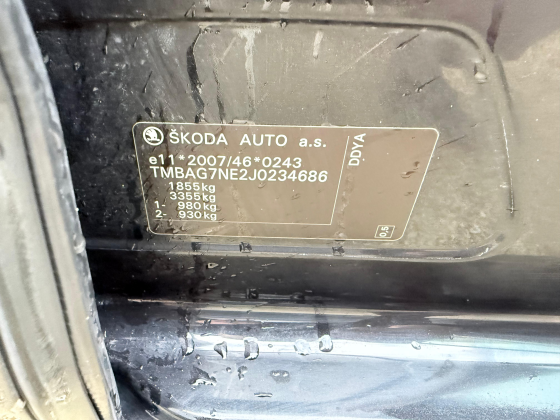 ŠKODA AUTO a.s.
e11*2007/46*0243
TMBAG7NE2J0234686
1855kg
3355kg
1- 980kg
2- 930kg
DDYA
0.5